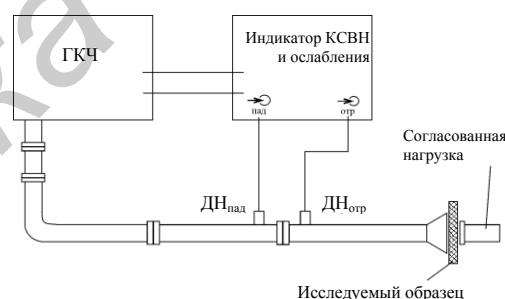 ГКЧ
Индикатор КСВН
и ослабления
пад
отр
Согласованная
нагрузка
ДНпад
ДНотр
Исследуемый образец